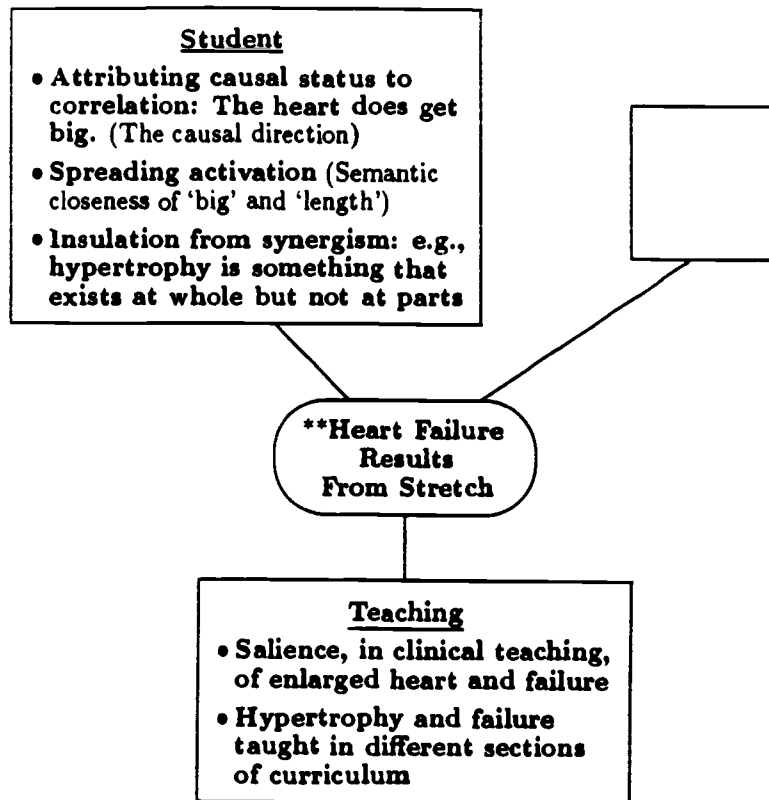 Student
• Attributing causal status to
correlation: The heart does get
big. (The causal direction)
• Spreading activation (Semantic
closeness of ‘big’ and ‘length’)
• Insulation from synergism: e.g.,
hypertrophy is something that
exists at whole but not at parts
**Heart Failure
Results
From Stretch
Teaching
• Salience, in clinical teaching,
of enlarged heart and failure
• Hypertrophy and failure
taught in different sections
of curriculum